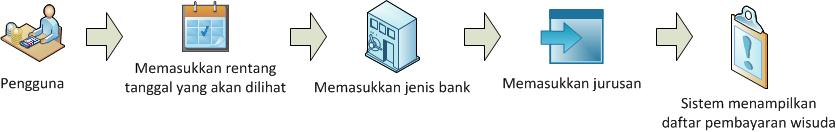 Pengguna
Memasukkan rentang
tanggal yang akan dilihat
Memasukkan jenis bank
Memasukkan jurusan
Sistem menampilkan
daftar pembayaran wisuda